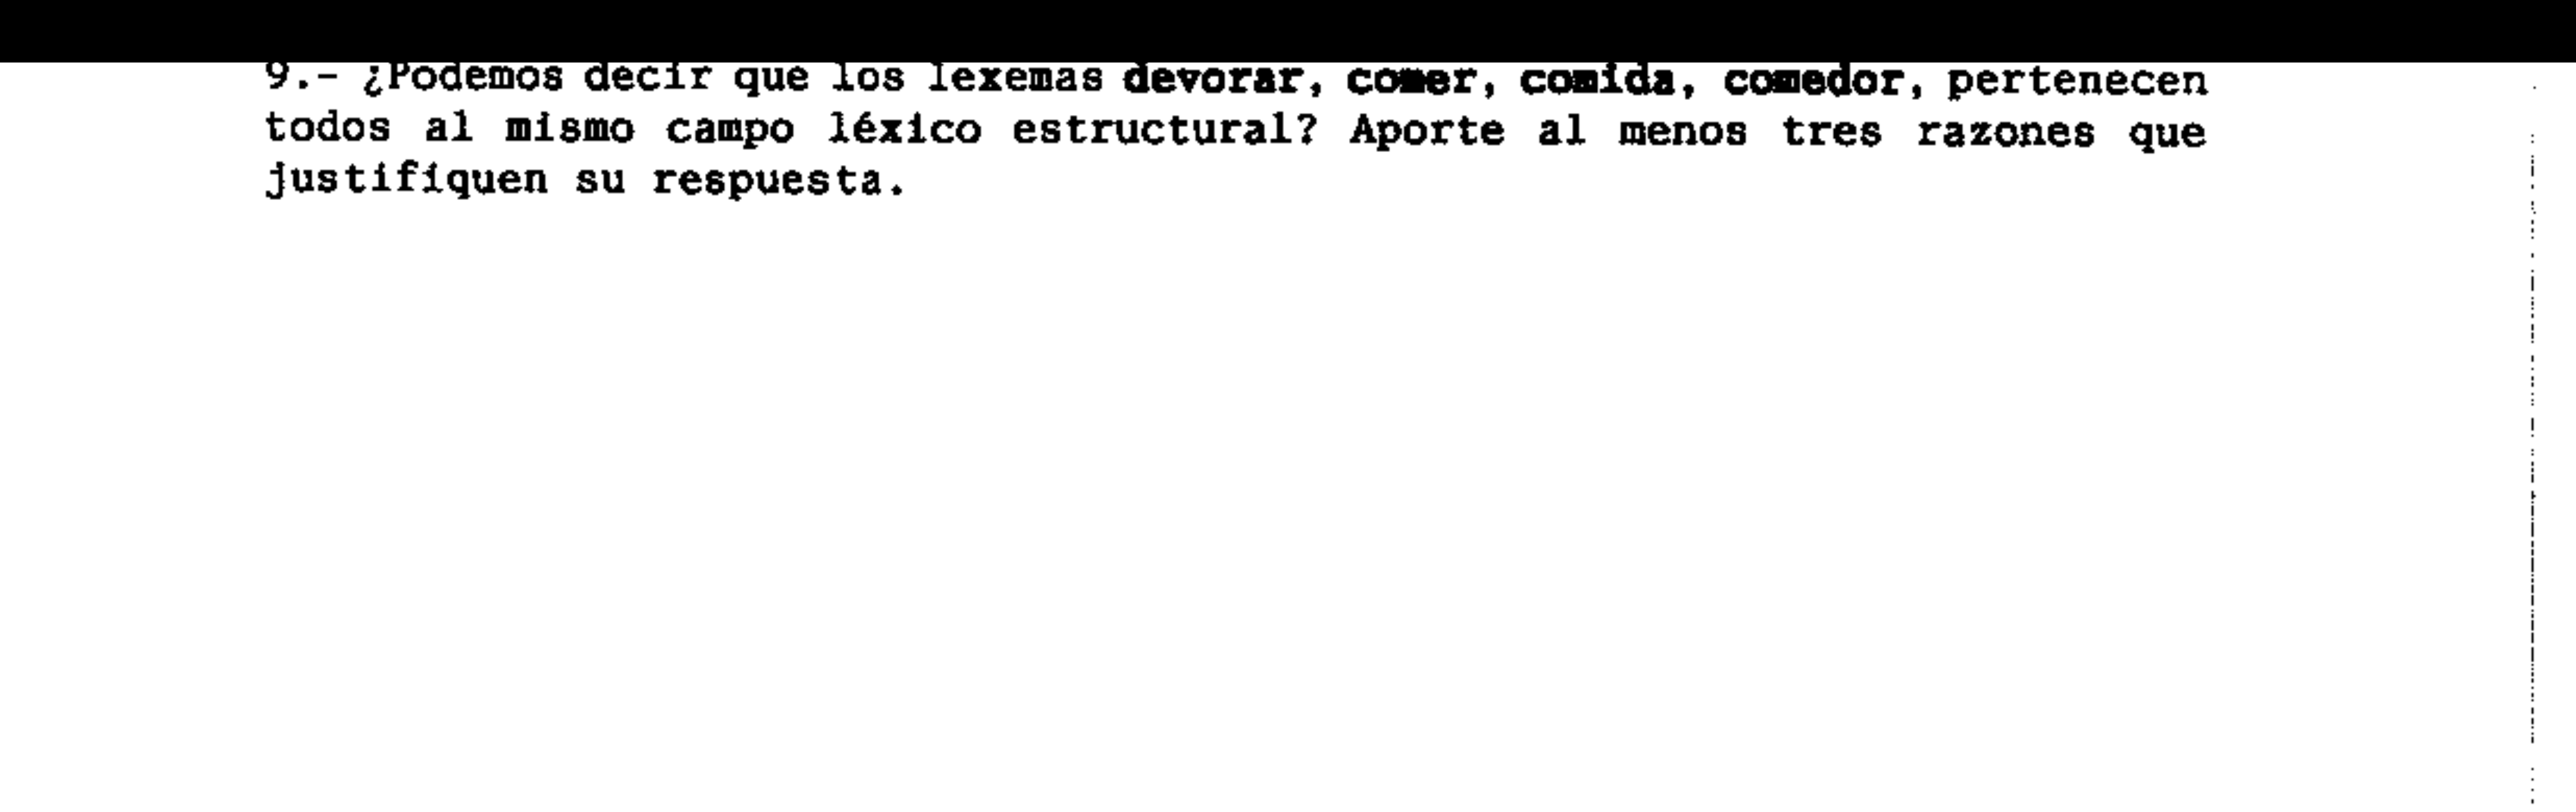 9.- ¿Podemos decir que los lexemas devorar, comer, comida, comedor, pertenecen
todos al mismo campo léxico estructural? Aporte al menos tres razones que
justifiquen su respuesta.